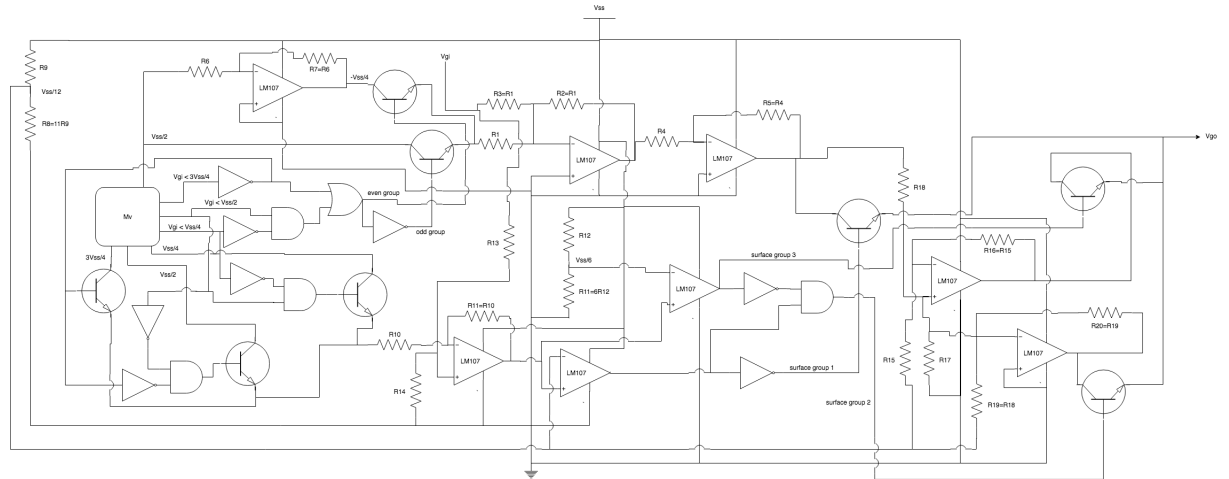 Vss
Vgi
R9
R6
R7=R6
-Vss/4
LM107
Vss/12
R8=11R9
R3=R1
R2=R1
R5=R4
Vss/2
R1
R4
LM107
LM107
Vgo
Vgi < 3Vss/4
even group
R18
Vgi < Vss/2
Mv
Vgi < Vss/4
odd group
R13
R12
Vss/4
3Vss/4
Vss/2
Vss/6
surface group 3
R16=R15
R11=6R12
LM107
LM107
R11=R10
R10
R20=R19
LM107
LM107
R15
R17
LM107
R14
surface group 1
surface group 2
R19=R18